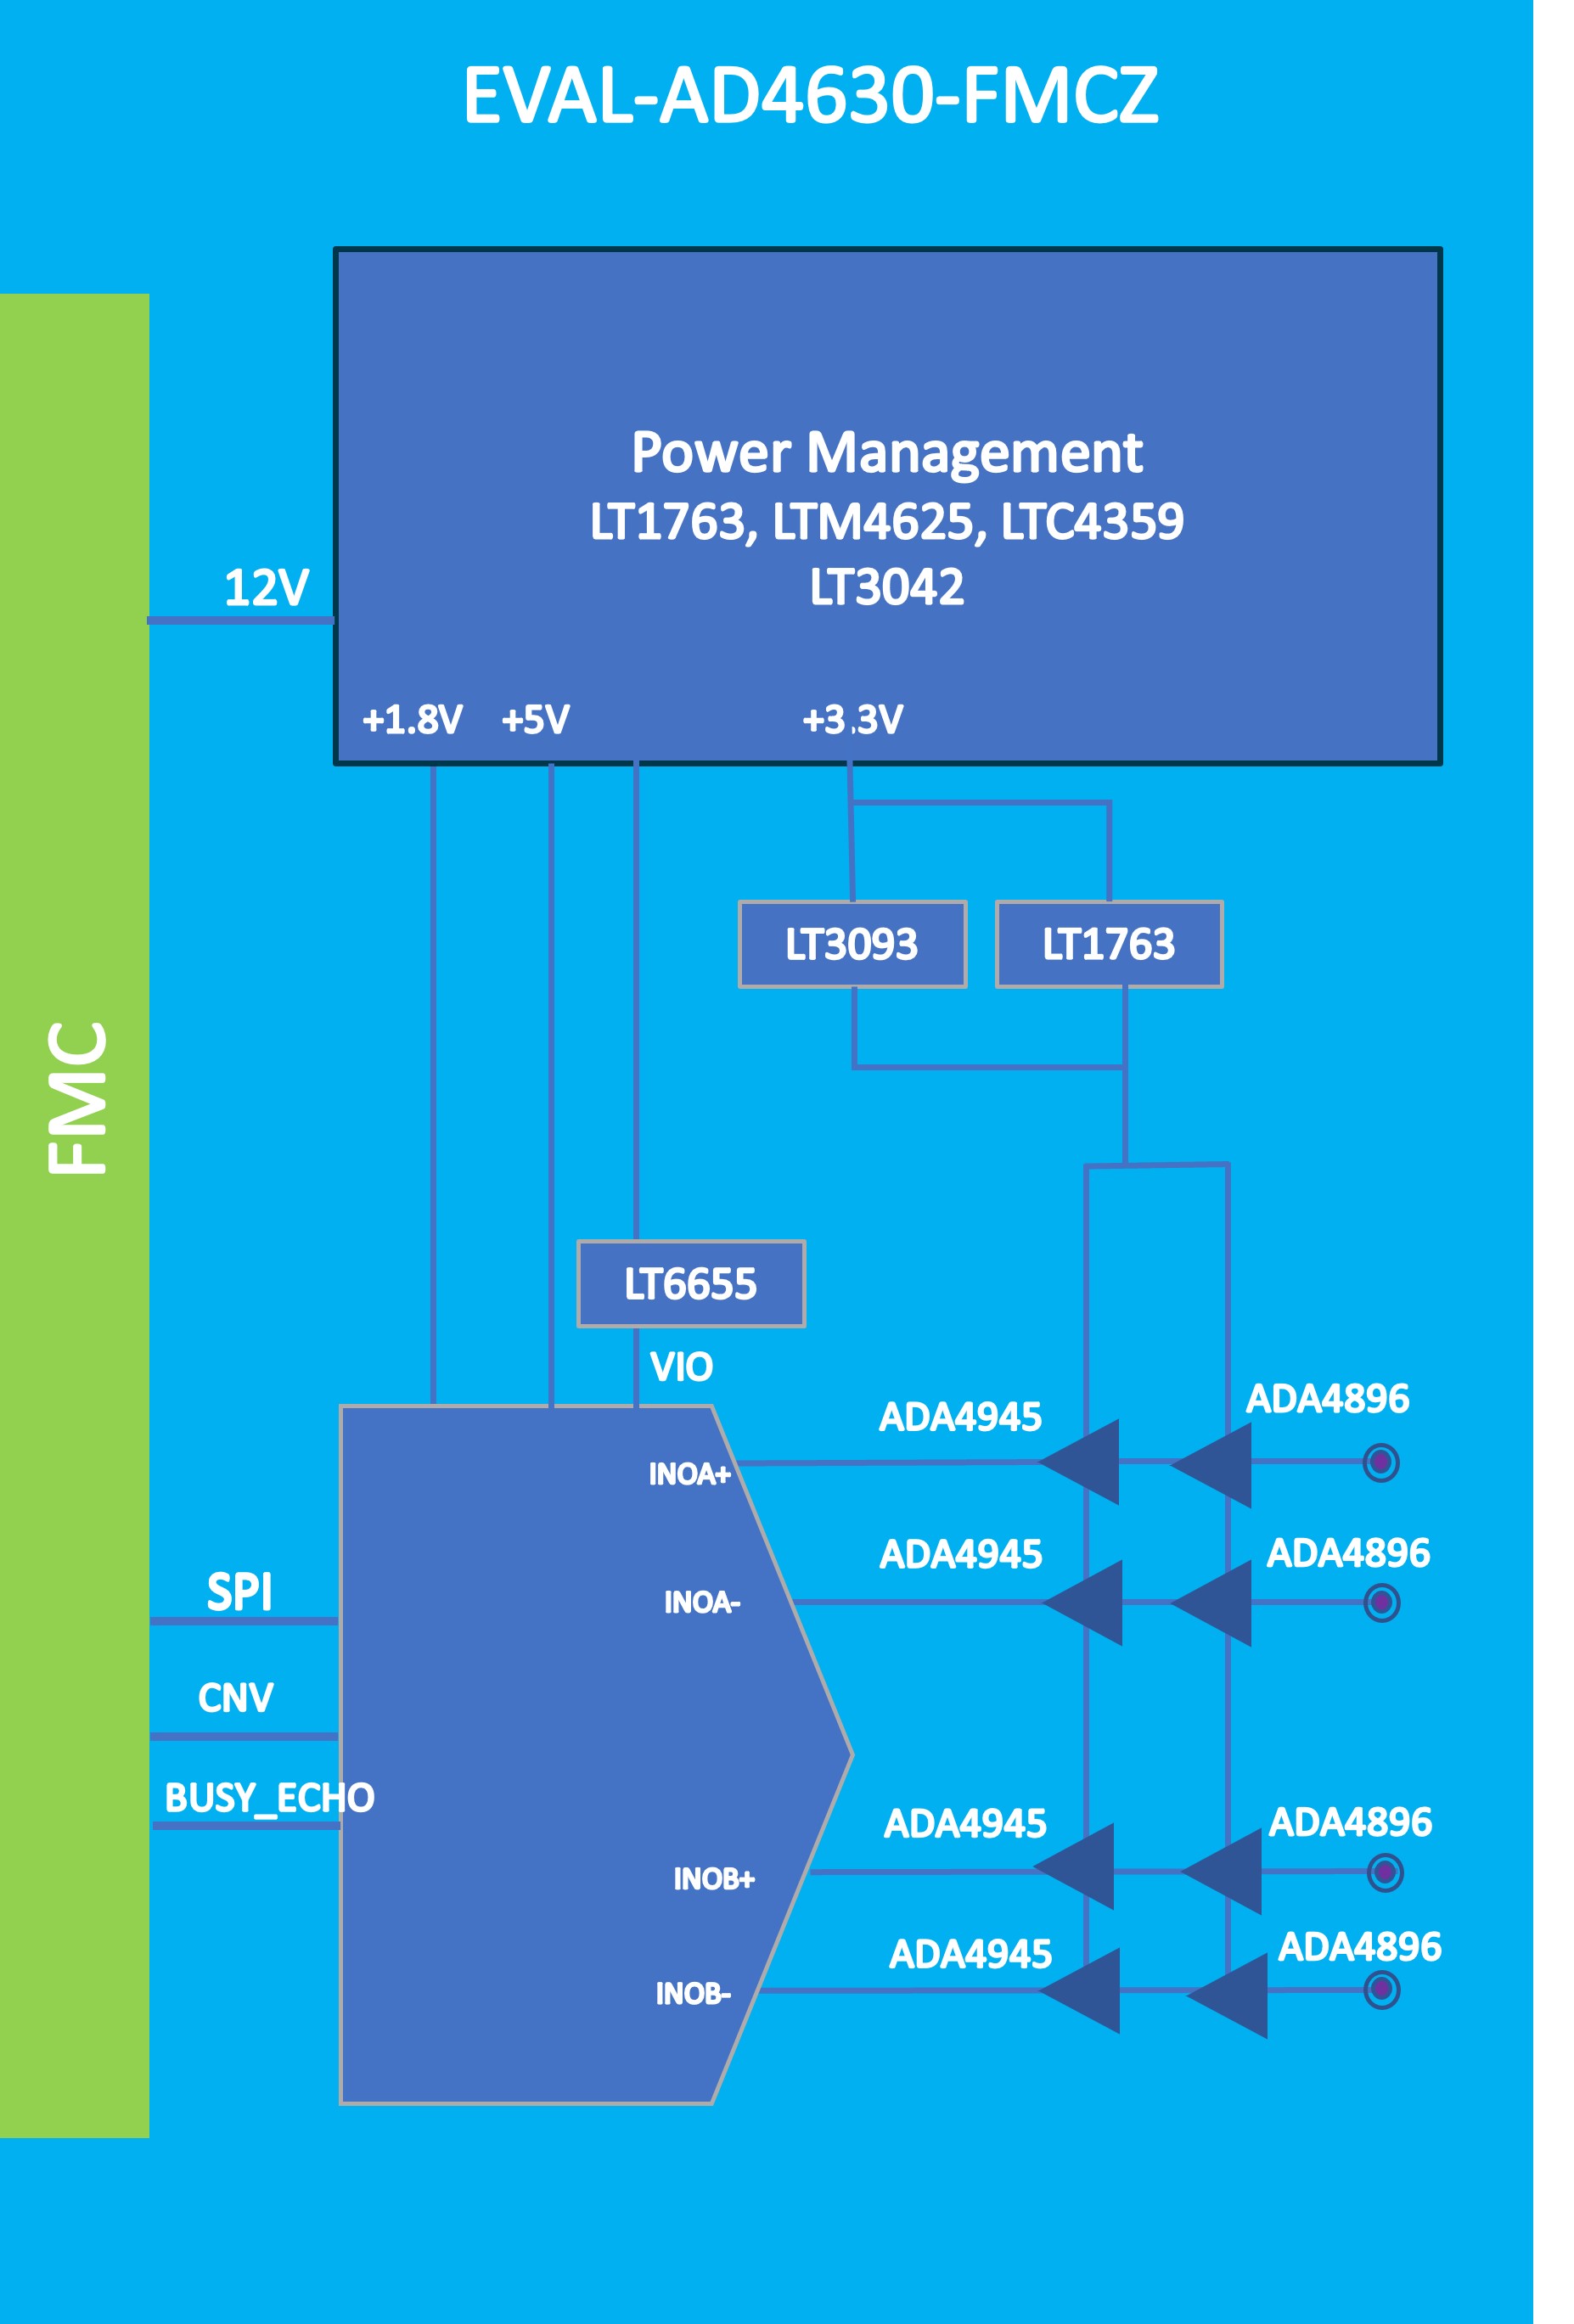 EVAL-AD4630-FMCZ
Power Management
LT1763, LTM4625, LTC4359
LT3042
12V
+1.8V
+5V
+3.3V
LT3093
LT1763
FMC
LT6655
VIO
ADA4945
ADA4896
INOA+
ADA4945
ADA4896
INOA-
SPI
CNV
BUSY_ECHO
ADA4945
ADA4896
INOB+
ADA4945
ADA4896
INOB-